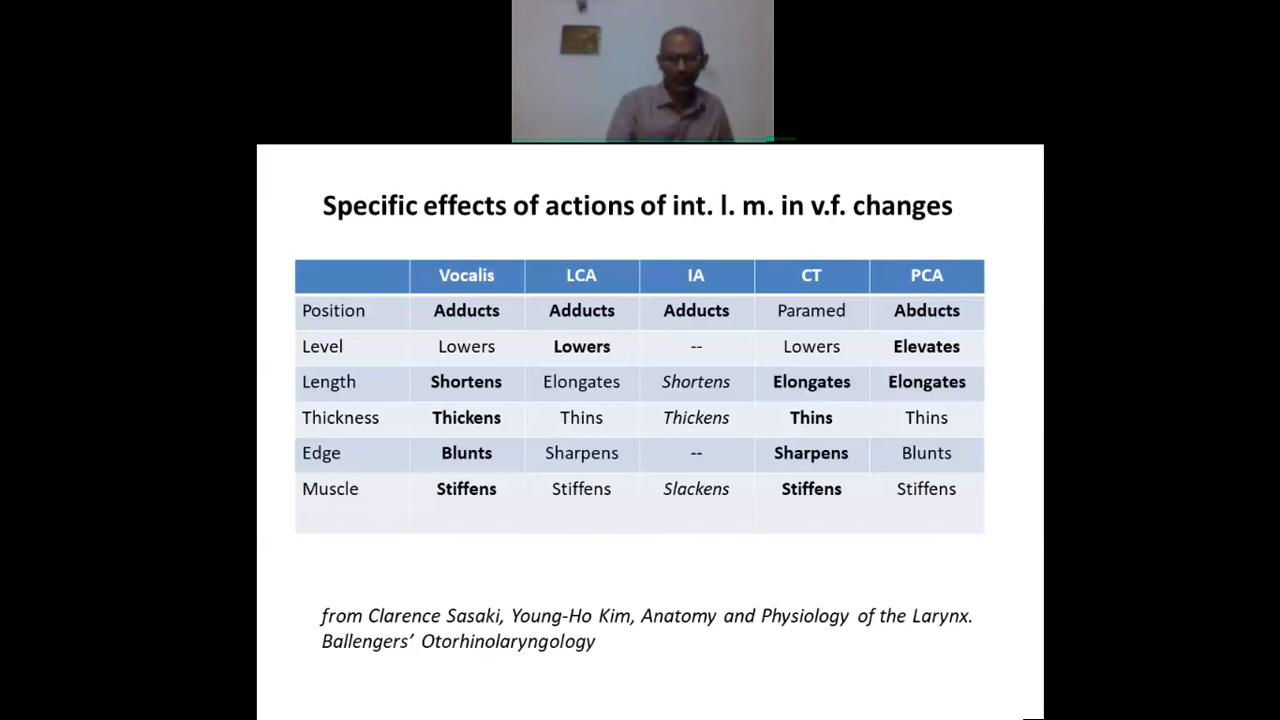 Specific effects of actions of int. l. m. in v.f. changes
Vocalis LCA IA CT PCA
Position Adducts Adducts Adducts Paramed Abducts
Level Lowers Lowers -- Lowers Elevates
Length Shortens Elongates Shortens Elongates Elongates
Thickness Thickens Thins Thickens Thins Thins
Edge Blunts Sharpens -- Sharpens Blunts
Muscle Stiffens Stiffens Slackens Stiffens Stiffens
from Clarence Sasaki, Young-Ho Kim, Anatomy and Physiology of the Larynx.
Ballengers’ Otorhinolaryngology